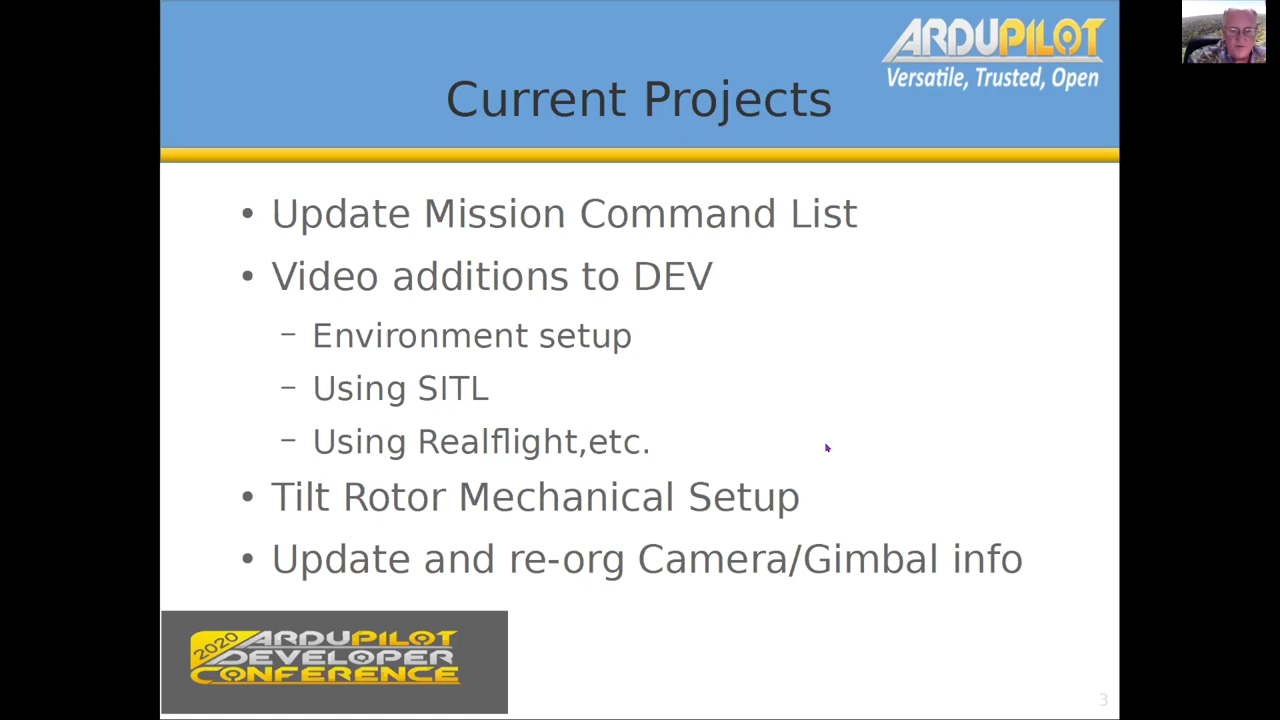 ARDUPILOT
Versatile, Trusted, Open
Current Projects
• Update Mission Command List
• Video additions to DEV
– Environment setup
– Using SITL
– Using Realflight,etc.
• Tilt Rotor Mechanical Setup
• Update and re-org Camera/Gimbal info
2020 ARDUPILOT
DEVELOPER
CONFERENCE
3